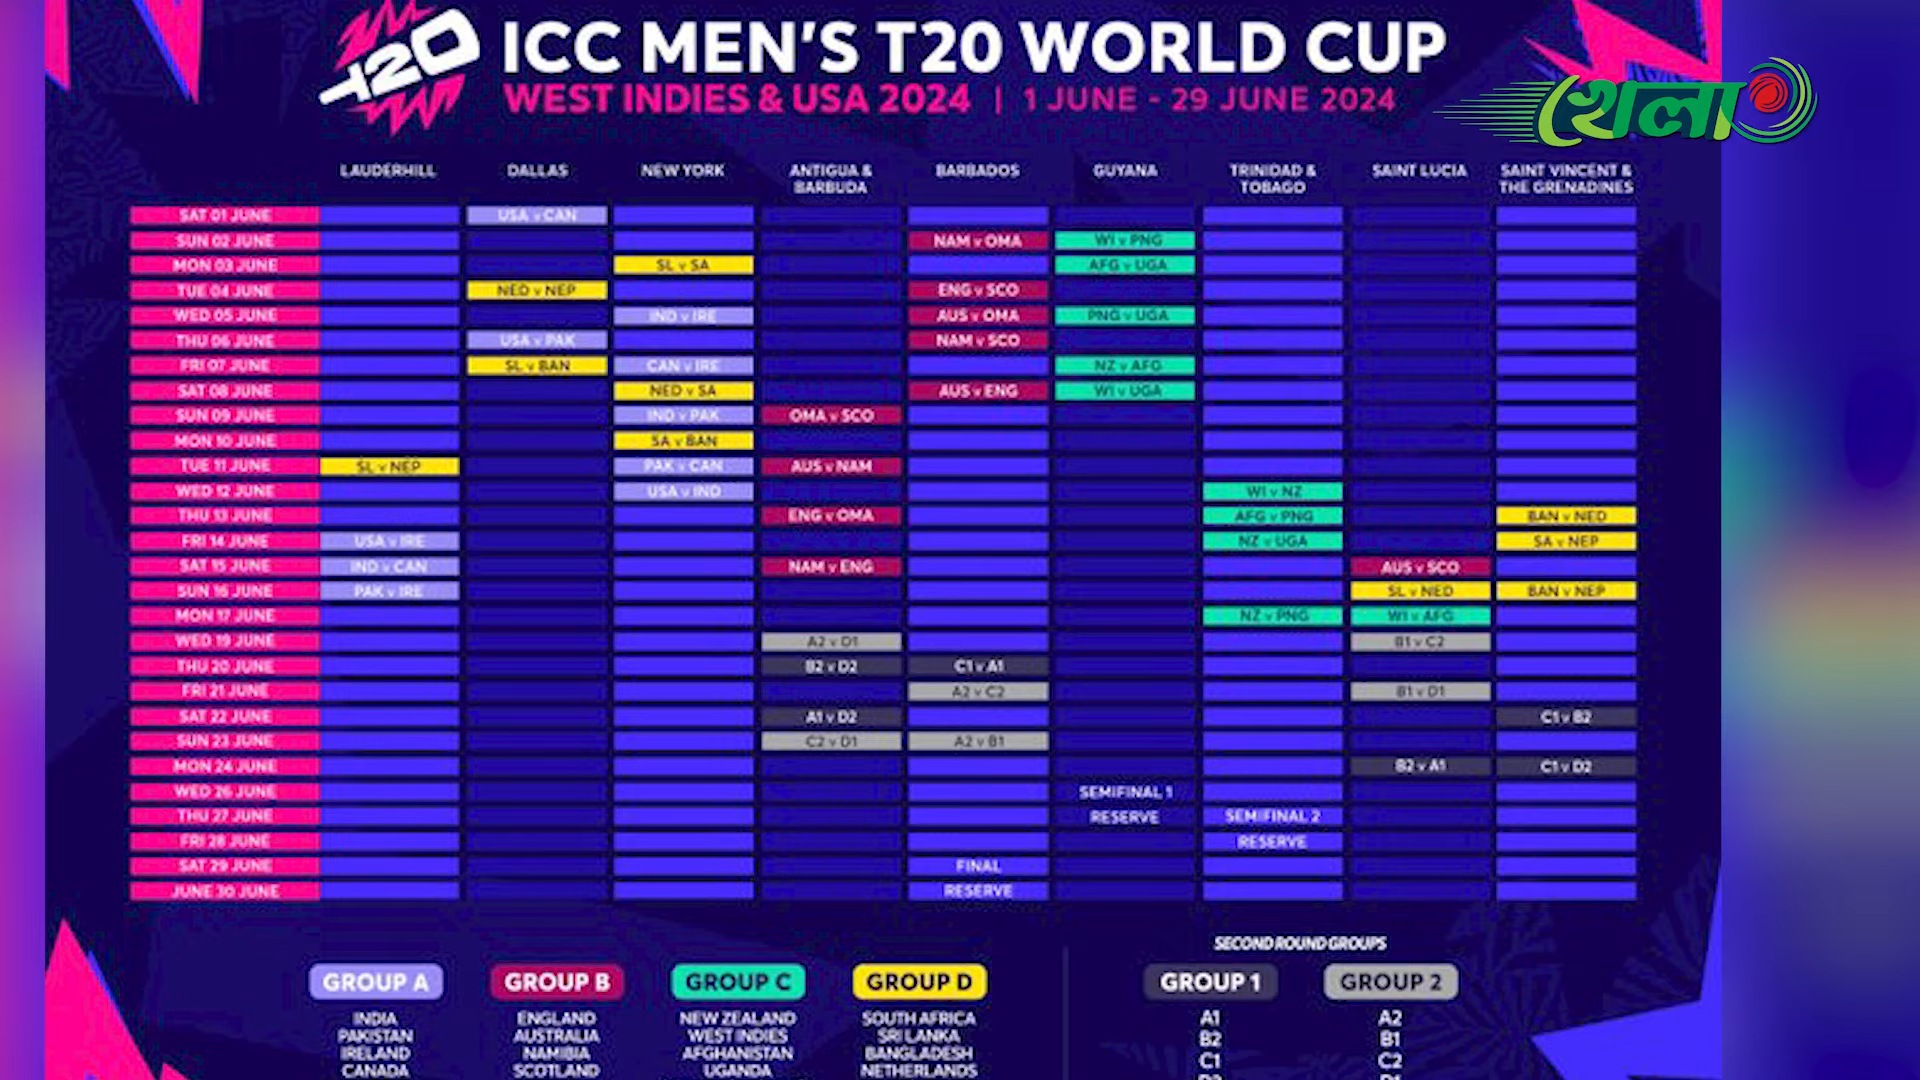 T20 ICC MEN'S T20 WORLD CUP
WEST INDIES & USA 2024 | 1 JUNE - 29 JUNE 2024
খেলা
LAUDERHILL DALLAS NEW YORK ANTIGUA & BARBUDA BARBADOS GUYANA TRINIDAD & TOBAGO SAINT LUCIA SAINT VINCENT & THE GRENADINES
SAT 01 JUNE USA v CAN
SUN 02 JUNE NAM v OMA WI v PNG
MON 03 JUNE SL v SA AFG v UGA
TUE 04 JUNE NED v NEP ENG v SCO
WED 05 JUNE IND v IRE AUS v OMA PNG v UGA
THU 06 JUNE USA v PAK NAM v SCO
FRI 07 JUNE SL v BAN CAN v IRE NZ v AFG
SAT 08 JUNE NED v SA AUS v ENG WI v UGA
SUN 09 JUNE IND v PAK OMA v SCO
MON 10 JUNE SA v BAN
TUE 11 JUNE SL v NEP PAK v CAN AUS v NAM
WED 12 JUNE USA v IND WI v NZ
THU 13 JUNE ENG v OMA AFG v PNG BAN v NED
FRI 14 JUNE USA v IRE NZ v UGA SA v NEP
SAT 15 JUNE IND v CAN NAM v ENG AUS v SCO
SUN 16 JUNE PAK v IRE SL v NED BAN v NEP
MON 17 JUNE NZ v PNG WI v AFG
WED 19 JUNE A2 v D1 B1 v C2
THU 20 JUNE B2 v D2 C1 v A1
FRI 21 JUNE A2 v C2 B1 v D1
SAT 22 JUNE A1 v D2 C1 v B2
SUN 23 JUNE C2 v D1 A2 v B1
MON 24 JUNE B2 v A1 C1 v D2
WED 26 JUNE SEMIFINAL 1
THU 27 JUNE RESERVE SEMIFINAL 2
FRI 28 JUNE RESERVE
SAT 29 JUNE FINAL
JUNE 30 JUNE RESERVE
SECOND ROUND GROUPS
GROUP A GROUP B GROUP C GROUP D GROUP 1 GROUP 2
INDIA ENGLAND NEW ZEALAND SOUTH AFRICA A1 A2
PAKISTAN AUSTRALIA WEST INDIES SRI LANKA B2 B1
IRELAND NAMIBIA AFGHANISTAN BANGLADESH C1 C2
CANADA SCOTLAND UGANDA NETHERLANDS